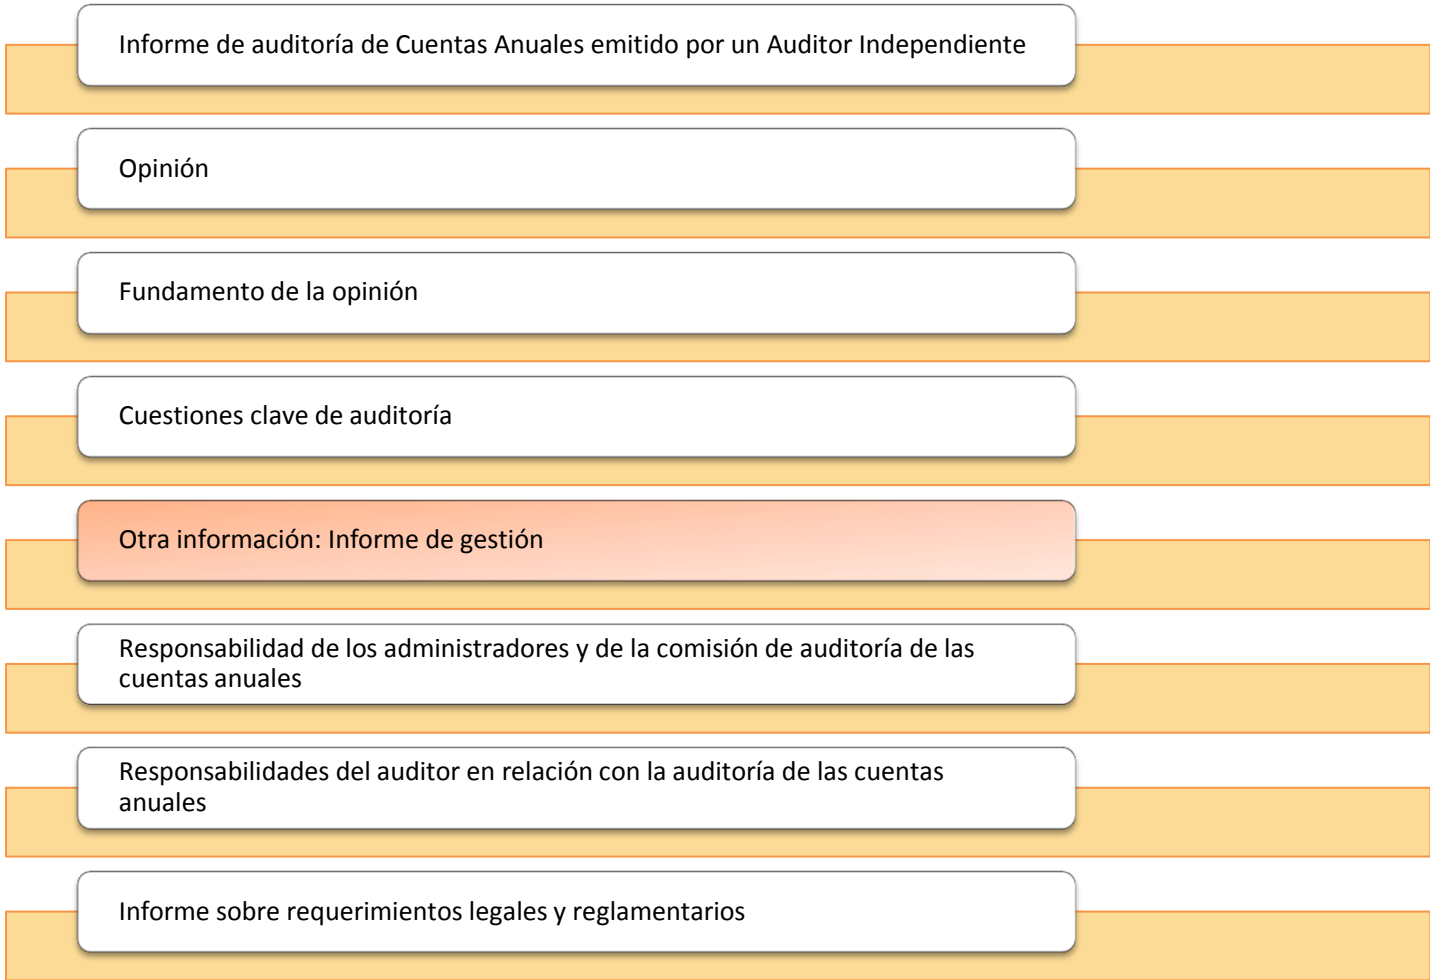 Informe de auditoría de Cuentas Anuales emitido por un Auditor Independiente
Opinión
Fundamento de la opinión
Cuestiones clave de auditoría
Otra información: Informe de gestión
Responsabilidad de los administradores y de la comisión de auditoría de las
cuentas anuales
Responsabilidades del auditor en relación con la auditoría de las cuentas
anuales
Informe sobre requerimientos legales y reglamentarios